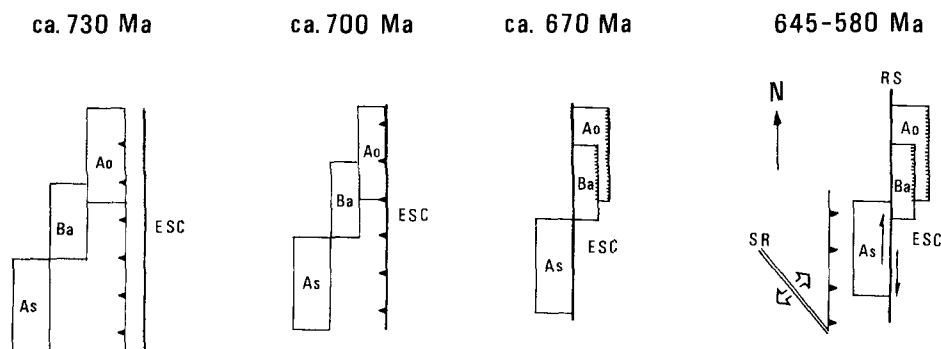 ca. 730 Ma
ca. 700 Ma
ca. 670 Ma
645-580 Ma
Ao
Ba
As
ESC
Ao
Ba
As
ESC
Ao
Ba
As
ESC
N
SR
RS
Ao
Ba
As
ESC